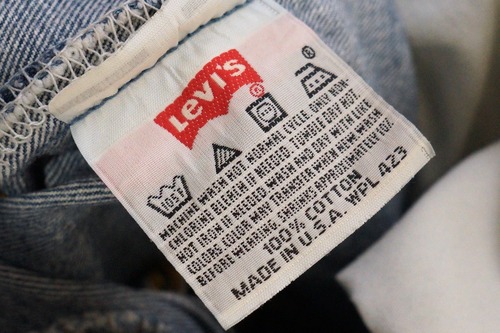 Levi's
MACHINE WASH HOT NORMAL CYCLE ONLY NON-
CHLORINE BLEACH IF NEEDED. TUMBLE DRY HOT
IRON IF NEEDED. WASH AND DRY WITH LIKE
COLORS. COLOR MAY TRANSFER WHEN NEW. WASH
BEFORE WEARING. SHRINKS APPROXIMATELY
100% COTTON
MADE IN U.S.A. WPL 423